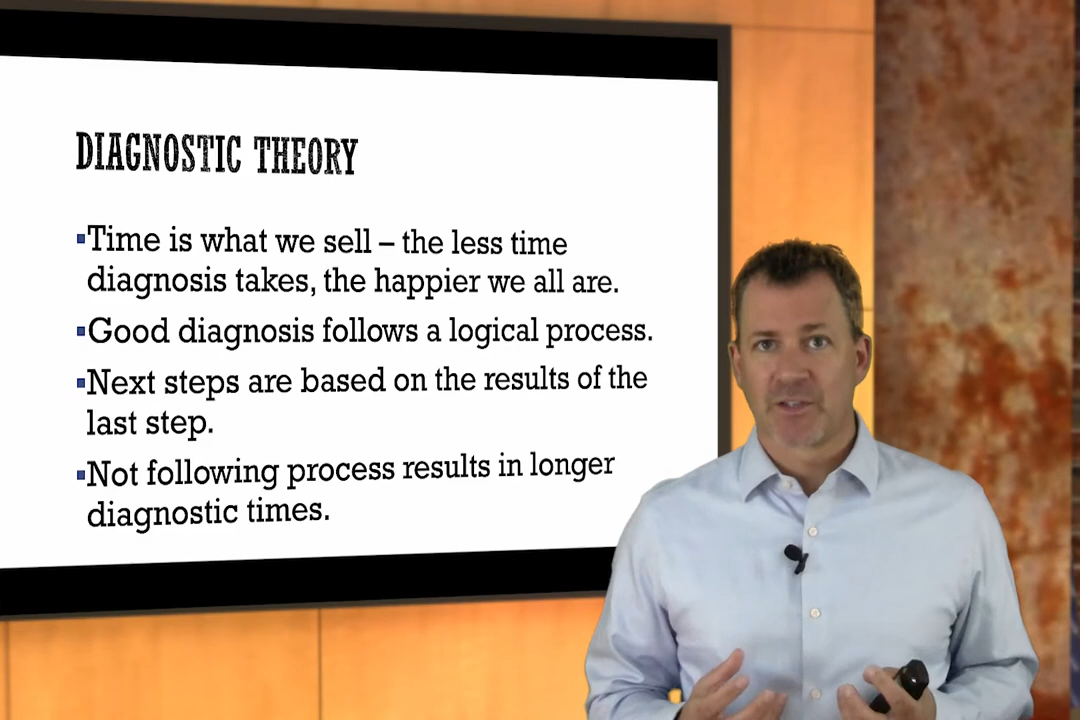 DIAGNOSTIC THEORY
▪Time is what we sell – the less time
diagnosis takes, the happier we all are.
▪Good diagnosis follows a logical process.
▪Next steps are based on the results of the
last step.
▪Not following process results in longer
diagnostic times.